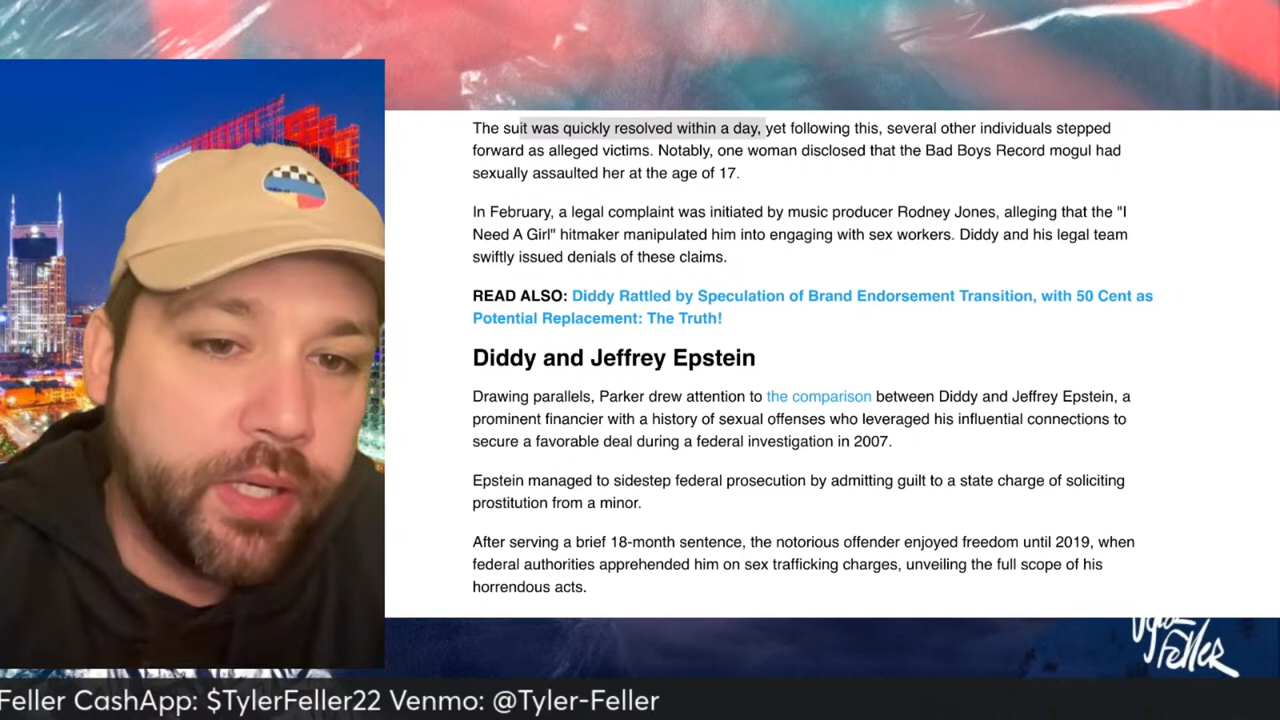 The suit was quickly resolved within a day, yet following this, several other individuals stepped
forward as alleged victims. Notably, one woman disclosed that the Bad Boys Record mogul had
sexually assaulted her at the age of 17.
In February, a legal complaint was initiated by music producer Rodney Jones, alleging that the "I
Need A Girl" hitmaker manipulated him into engaging with sex workers. Diddy and his legal team
swiftly issued denials of these claims.
READ ALSO: Diddy Rattled by Speculation of Brand Endorsement Transition, with 50 Cent as
Potential Replacement: The Truth!
Diddy and Jeffrey Epstein
Drawing parallels, Parker drew attention to the comparison between Diddy and Jeffrey Epstein, a
prominent financier with a history of sexual offenses who leveraged his influential connections to
secure a favorable deal during a federal investigation in 2007.
Epstein managed to sidestep federal prosecution by admitting guilt to a state charge of soliciting
prostitution from a minor.
After serving a brief 18-month sentence, the notorious offender enjoyed freedom until 2019, when
federal authorities apprehended him on sex trafficking charges, unveiling the full scope of his
horrendous acts.
Feller
Feller CashApp: $TylerFeller22 Venmo: @Tyler-Feller